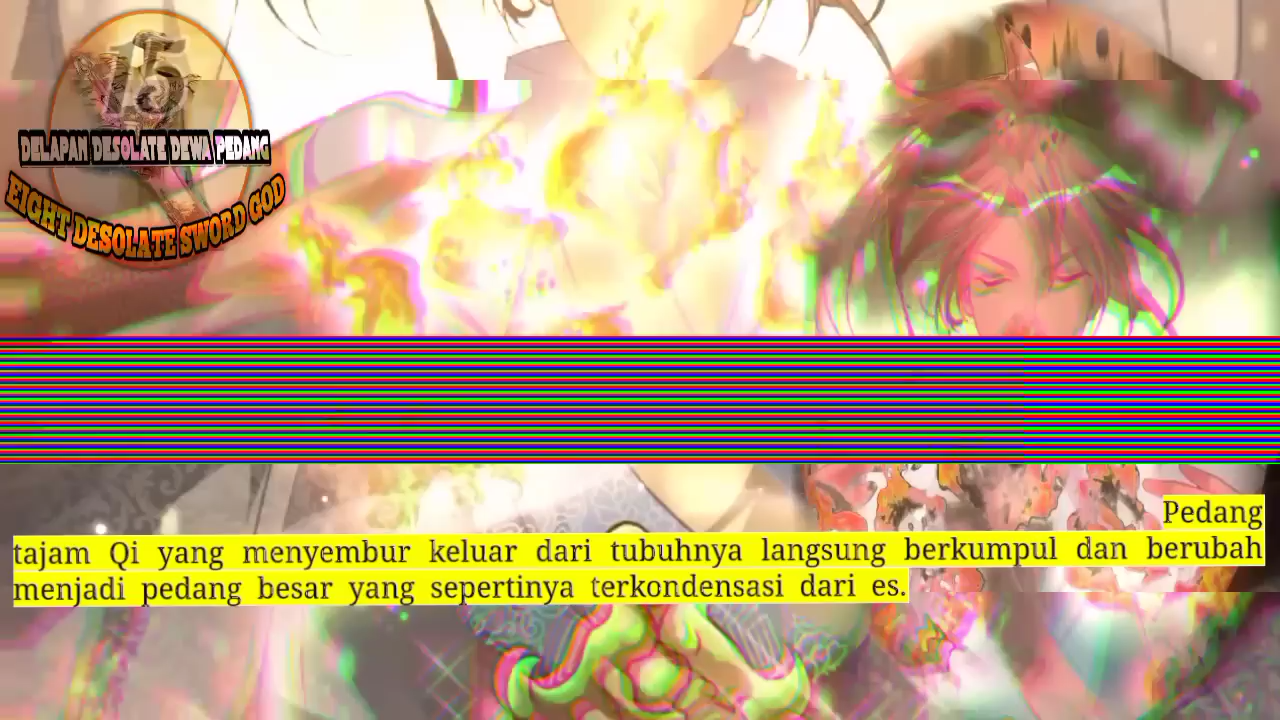 15
DELAPAN DESOLATE DEWA PEDANG
EIGHT DESOLATE SWORD GOD
Pedang
tajam Qi yang menyembur keluar dari tubuhnya langsung berkumpul dan berubah
menjadi pedang besar yang sepertinya terkondensasi dari es.